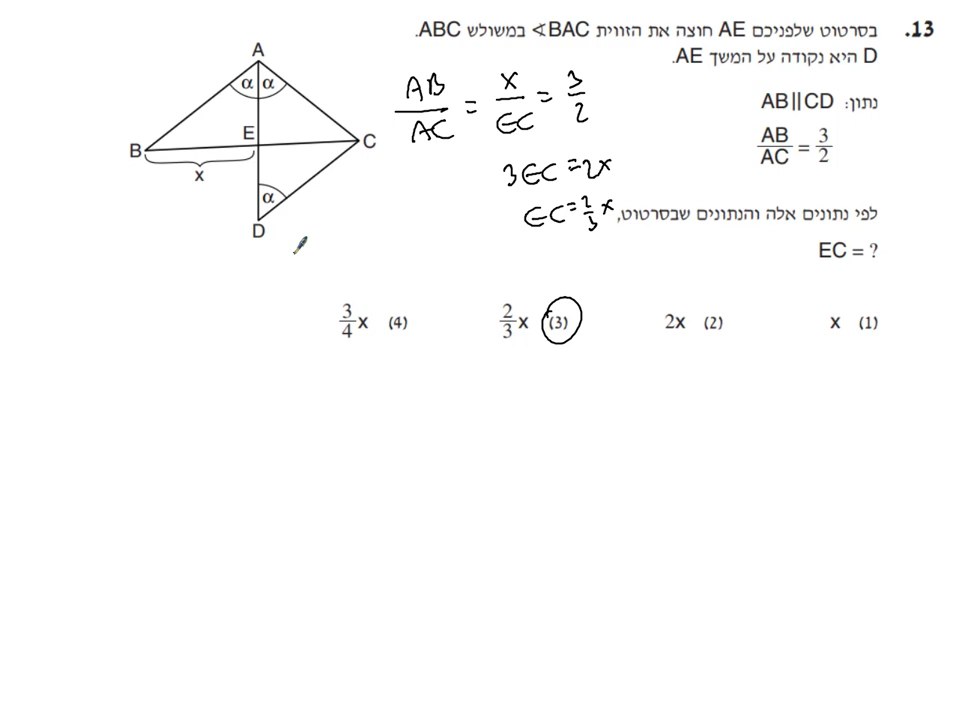 .13 בסרטוט שלפניכם AE חוצה את הזווית BAC∢ במשולש ABC.
D היא נקודה על המשך AE.
נתון: AB||CD
AB/AC = 3/2
לפי נתונים אלה והנתונים שבסרטוט,
EC = ?
(1) x
(2) 2x
(3) 2/3 x
(4) 3/4 x
A
α α
E
B
C
x
α
D
AB/AC = x/EC = 3/2
3EC = 2x
EC = 2/3 x